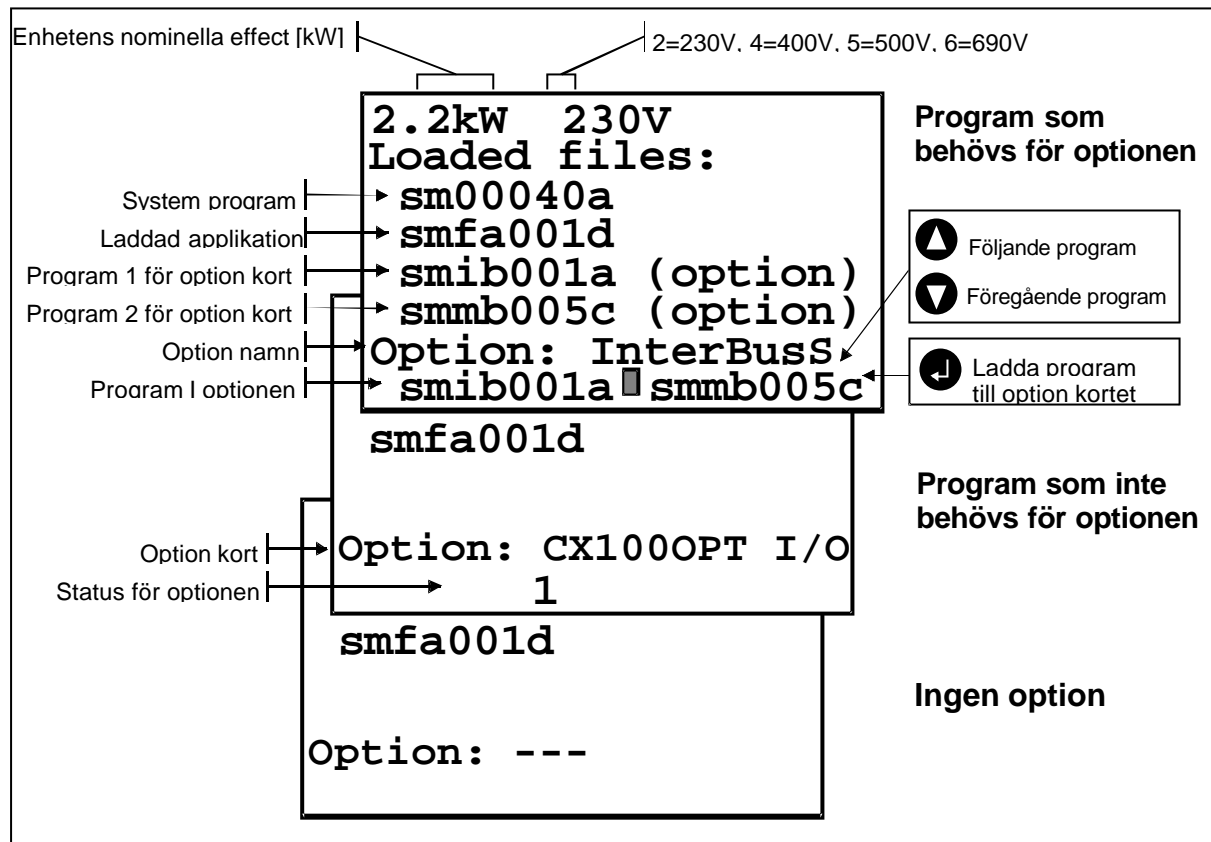 Enhetens nominella effect [kW]
2=230V, 4=400V, 5=500V, 6=690V
2.2kW 230V
Loaded files:
Program som
behövs för optionen
System program
sm00040a
Laddad applikation
smfa001d
Program 1 för option kort
smib001a (option)
Program 2 för option kort
smmb005c (option)
Option namn
Option: InterBusS
Program I optionen
smib001a smmb005c
Följande program
Föregående program
Ladda program
till option kortet
smfa001d
Program som inte
behövs för optionen
Option kort
Option: CX100OPT I/O
Status för optionen
1
smfa001d
Ingen option
Option: ---